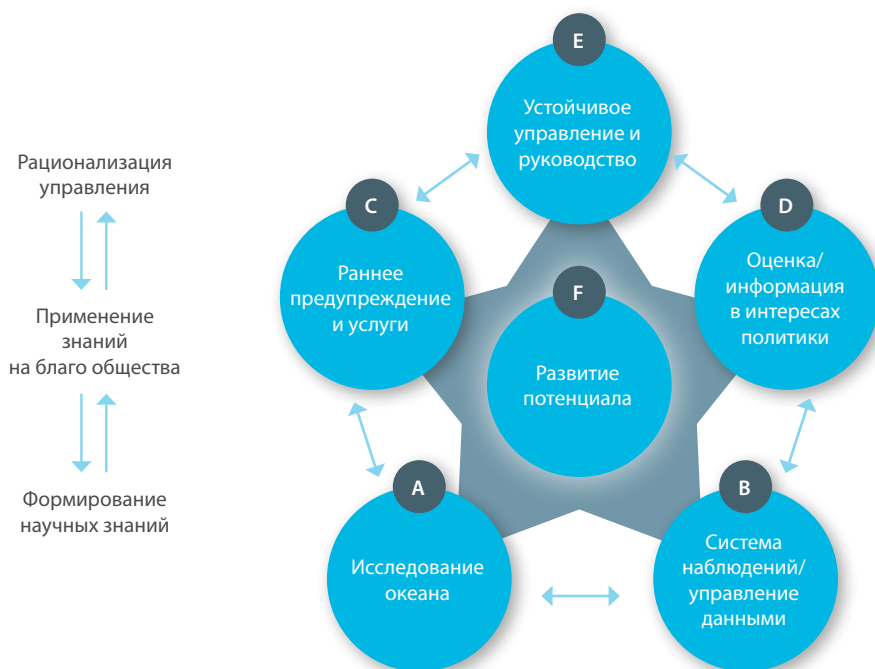 E
Устойчивое
управление и
руководство
Рационализация
управления
C
Раннее
предупреждение
и услуги
D
Оценка/
информация
в интересах
политики
F
Развитие
потенциала
Применение
знаний
на благо общества
Формирование
научных знаний
A
Исследование
океана
B
Система
наблюдений/
управление
данными